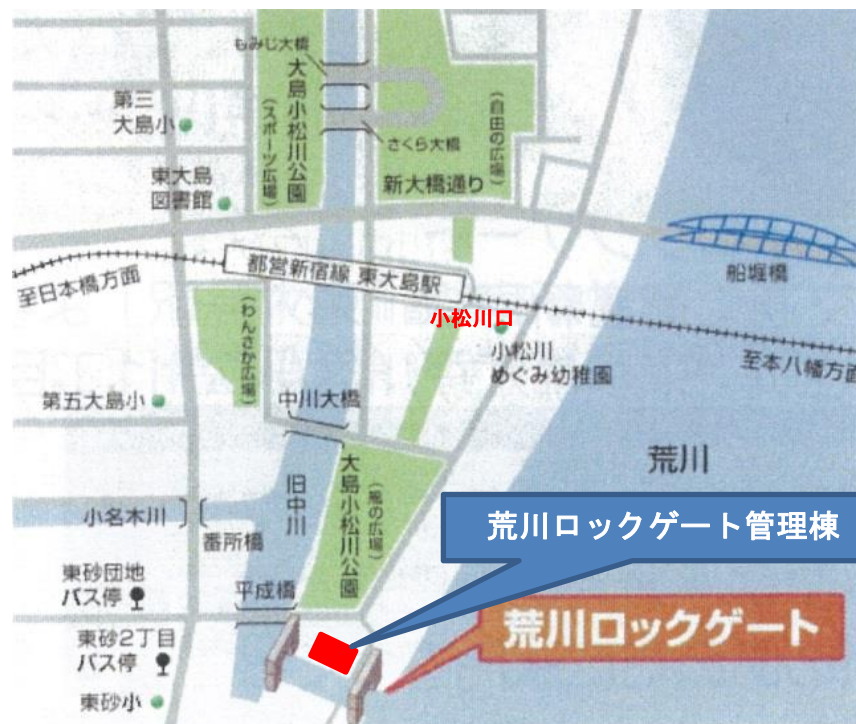 もみじ大橋
大島小松川公園
(スポーツ広場)
さくら大橋
(自由の広場)
第三
大島小
東大島
図書館
新大橋通り
船堀橋
都営新宿線 東大島駅
至日本橋方面
小松川口
小松川
めぐみ幼稚園
至本八幡方面
(わんさか広場)
第五大島小
中川大橋
荒川
大島小松川公園
(風の広場)
旧中川
小名木川
番所橋
荒川ロックゲート管理棟
東砂団地
バス停
平成橋
荒川ロックゲート
東砂2丁目
バス停
東砂小